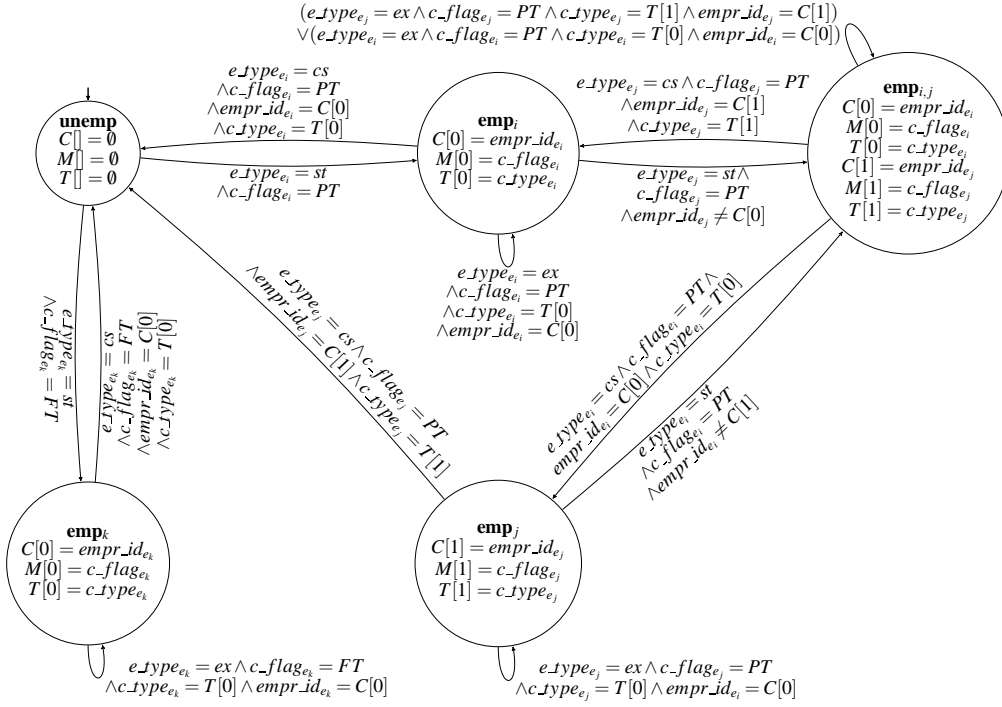 (e_type_{e_j} = ex ∧ c_flag_{e_j} = PT ∧ c_type_{e_j} = T[1] ∧ empr_id_{e_j} = C[1])
∨(e_type_{e_i} = ex ∧ c_flag_{e_i} = PT ∧ c_type_{e_i} = T[0] ∧ empr_id_{e_i} = C[0])
unemp
C[] = ∅
M[] = ∅
T[] = ∅
e_type_{e_i} = cs
∧c_flag_{e_i} = PT
∧empr_id_{e_i} = C[0]
∧c_type_{e_i} = T[0]
e_type_{e_i} = st
∧c_flag_{e_i} = PT
emp_i
C[0] = empr_id_{e_i}
M[0] = c_flag_{e_i}
T[0] = c_type_{e_i}
e_type_{e_j} = cs ∧ c_flag_{e_j} = PT
∧empr_id_{e_j} = C[1]
∧c_type_{e_j} = T[1]
e_type_{e_j} = st∧
c_flag_{e_j} = PT
∧empr_id_{e_j} ≠ C[0]
emp_{i,j}
C[0] = empr_id_{e_i}
M[0] = c_flag_{e_i}
T[0] = c_type_{e_i}
C[1] = empr_id_{e_j}
M[1] = c_flag_{e_j}
T[1] = c_type_{e_j}
e_type_{e_i} = ex
∧c_flag_{e_i} = PT
∧c_type_{e_i} = T[0]
∧empr_id_{e_i} = C[0]
e_type_{e_k} = st
∧c_flag_{e_k} = FT
e_type_{e_k} = cs
∧c_flag_{e_k} = FT
∧empr_id_{e_k} = C[0]
∧c_type_{e_k} = T[0]
e_type_{e_j} = cs ∧ c_flag_{e_j} = PT
∧empr_id_{e_j} = C[1] ∧ c_type_{e_j} = T[1]
e_type_{e_i} = cs ∧ c_flag_{e_i} = PT ∧
empr_id_{e_i} = C[0] ∧ c_type_{e_i} = T[0]
e_type_{e_i} = st
∧c_flag_{e_i} = PT
∧empr_id_{e_i} ≠ C[1]
emp_k
C[0] = empr_id_{e_k}
M[0] = c_flag_{e_k}
T[0] = c_type_{e_k}
emp_j
C[1] = empr_id_{e_j}
M[1] = c_flag_{e_j}
T[1] = c_type_{e_j}
e_type_{e_k} = ex ∧ c_flag_{e_k} = FT
∧c_type_{e_k} = T[0] ∧ empr_id_{e_k} = C[0]
e_type_{e_j} = ex ∧ c_flag_{e_j} = PT
∧c_type_{e_j} = T[0] ∧ empr_id_{e_i} = C[0]